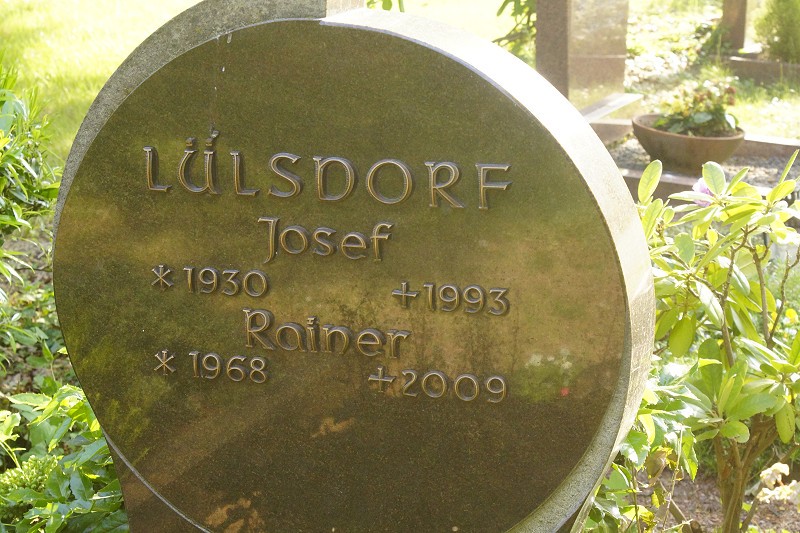 LÜLSDORF
Josef
* 1930 + 1993
Rainer
* 1968 + 2009